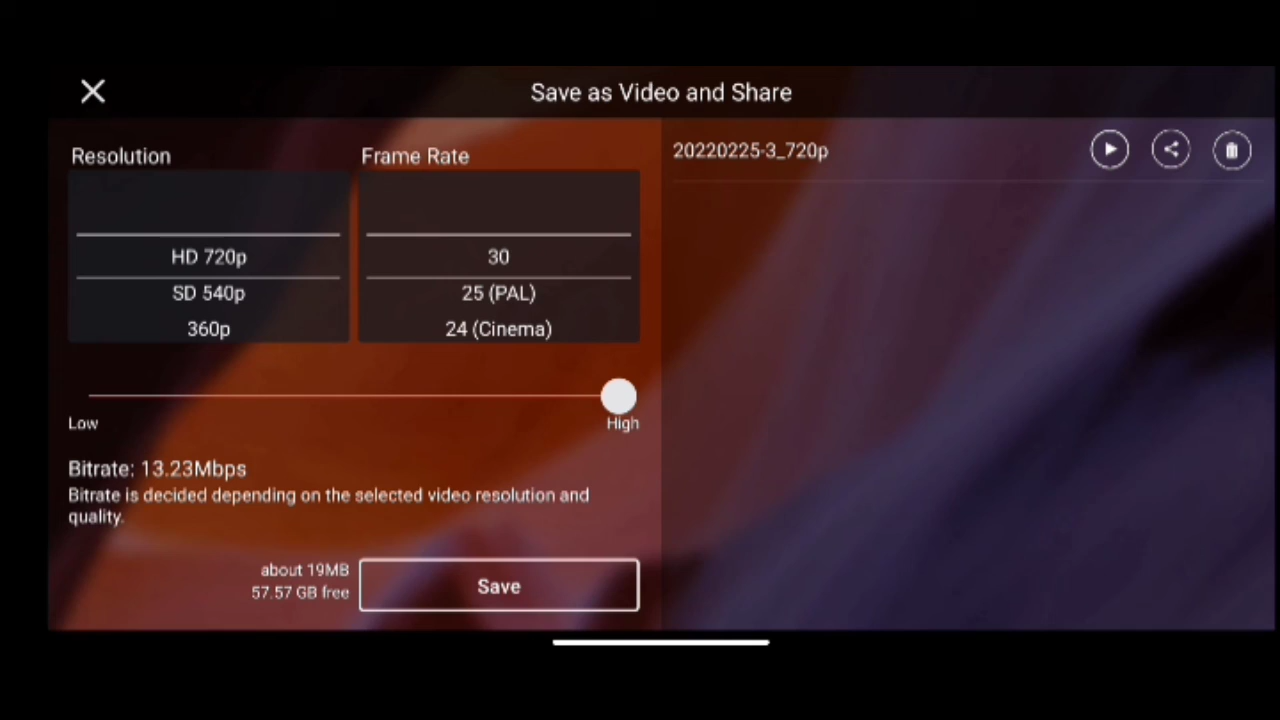 Save as Video and Share
Resolution
HD 720p
SD 540p
360p
Frame Rate
30
25 (PAL)
24 (Cinema)
Low
High
Bitrate: 13.23Mbps
Bitrate is decided depending on the selected video resolution and
quality.
about 19MB
57.57 GB free
Save
20220225-3_720p